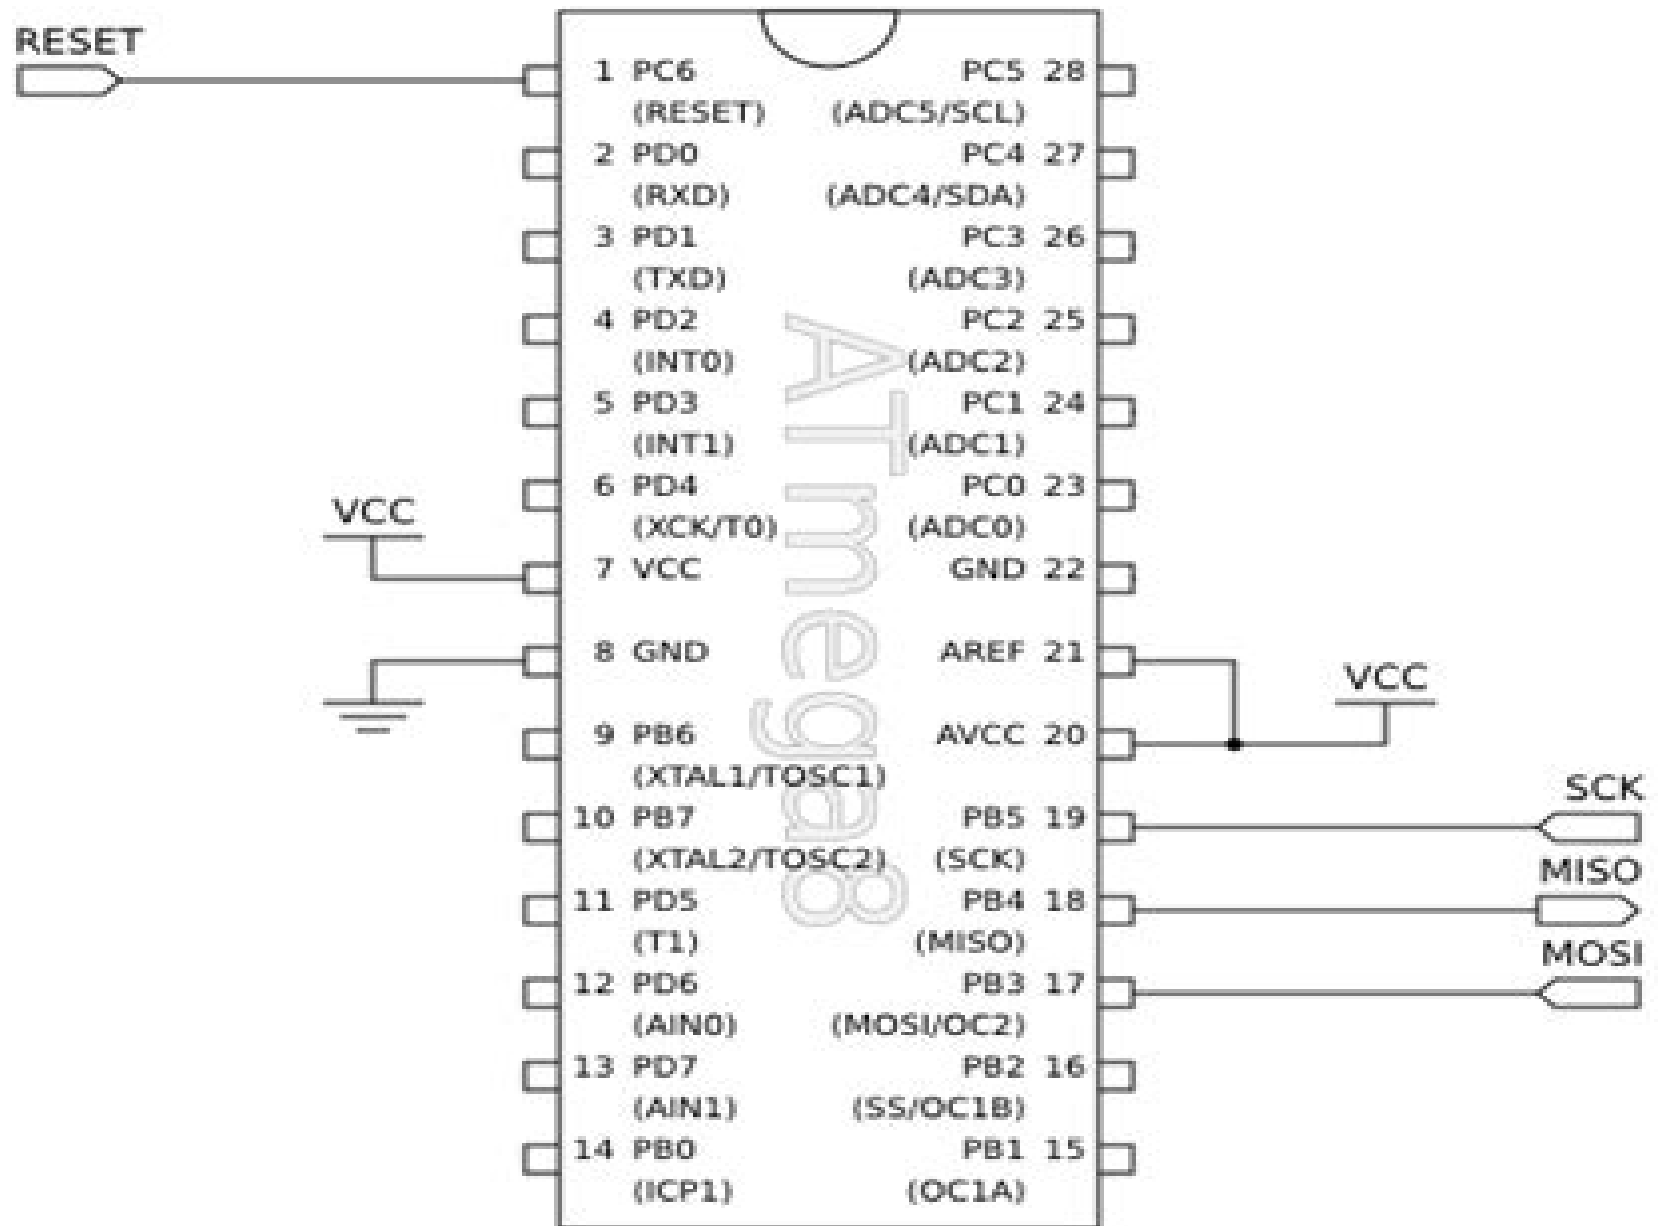 RESET
1 PC6 PC5 28
(RESET) (ADC5/SCL)
2 PD0 PC4 27
(RXD) (ADC4/SDA)
3 PD1 PC3 26
(TXD) (ADC3)
4 PD2 PC2 25
(INT0) (ADC2)
5 PD3 PC1 24
(INT1) (ADC1)
6 PD4 PC0 23
VCC
(XCK/T0) (ADC0)
7 VCC GND 22
8 GND AREF 21
VCC
9 PB6 AVCC 20
(XTAL1/TOSC1)
SCK
10 PB7 PB5 19
(XTAL2/TOSC2) (SCK)
MISO
11 PD5 PB4 18
(T1) (MISO)
MOSI
12 PD6 PB3 17
(AIN0) (MOSI/OC2)
13 PD7 PB2 16
(AIN1) (SS/OC1B)
14 PB0 PB1 15
(ICP1) (OC1A)
ATmega8